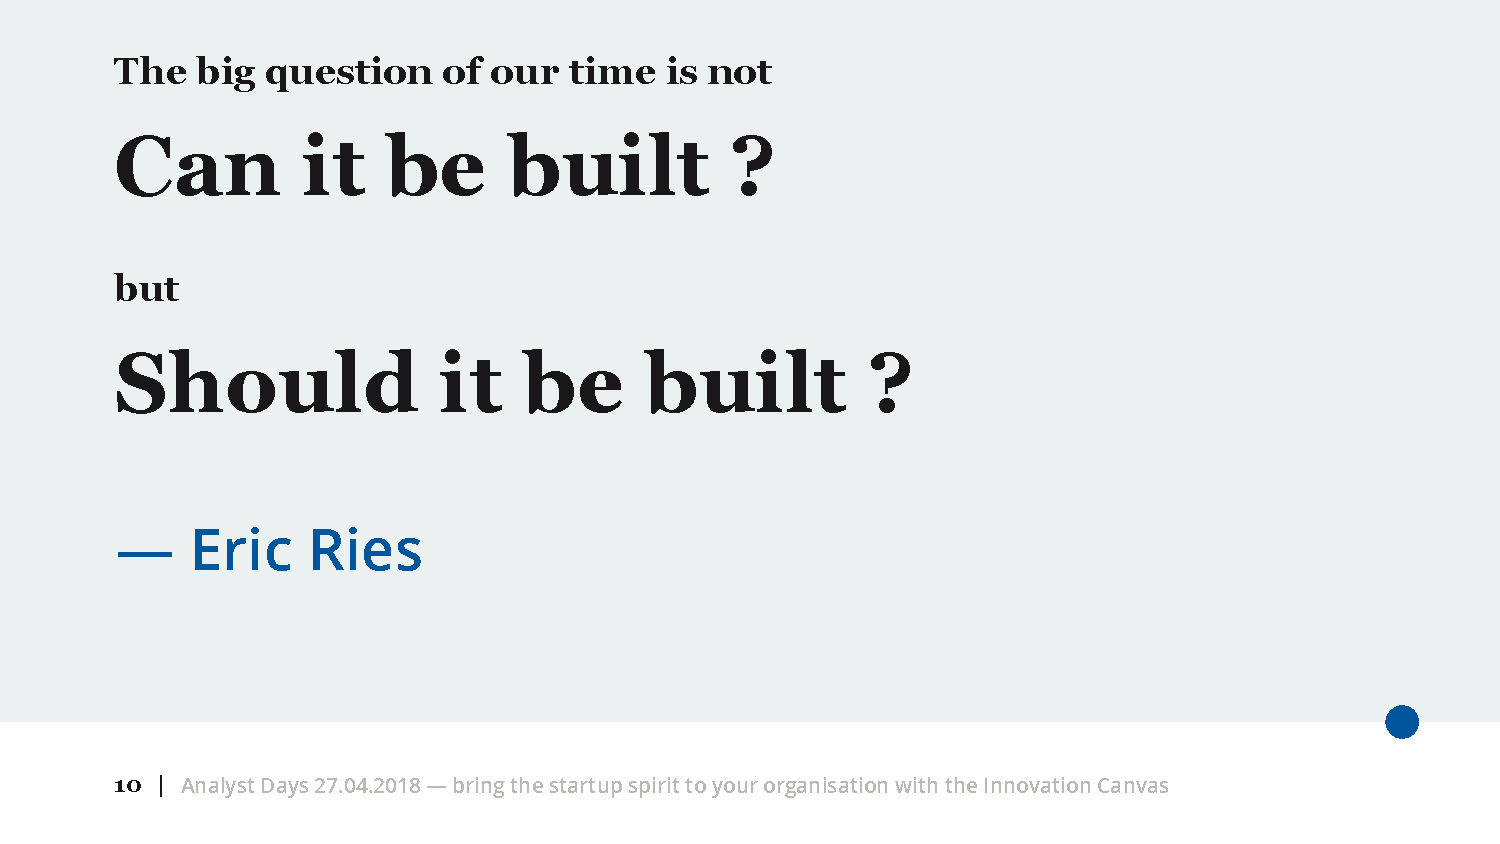 The big question of our time is not
Can it be built ?
but
Should it be built ?
— Eric Ries
10 | Analyst Days 27.04.2018 — bring the startup spirit to your organisation with the Innovation Canvas